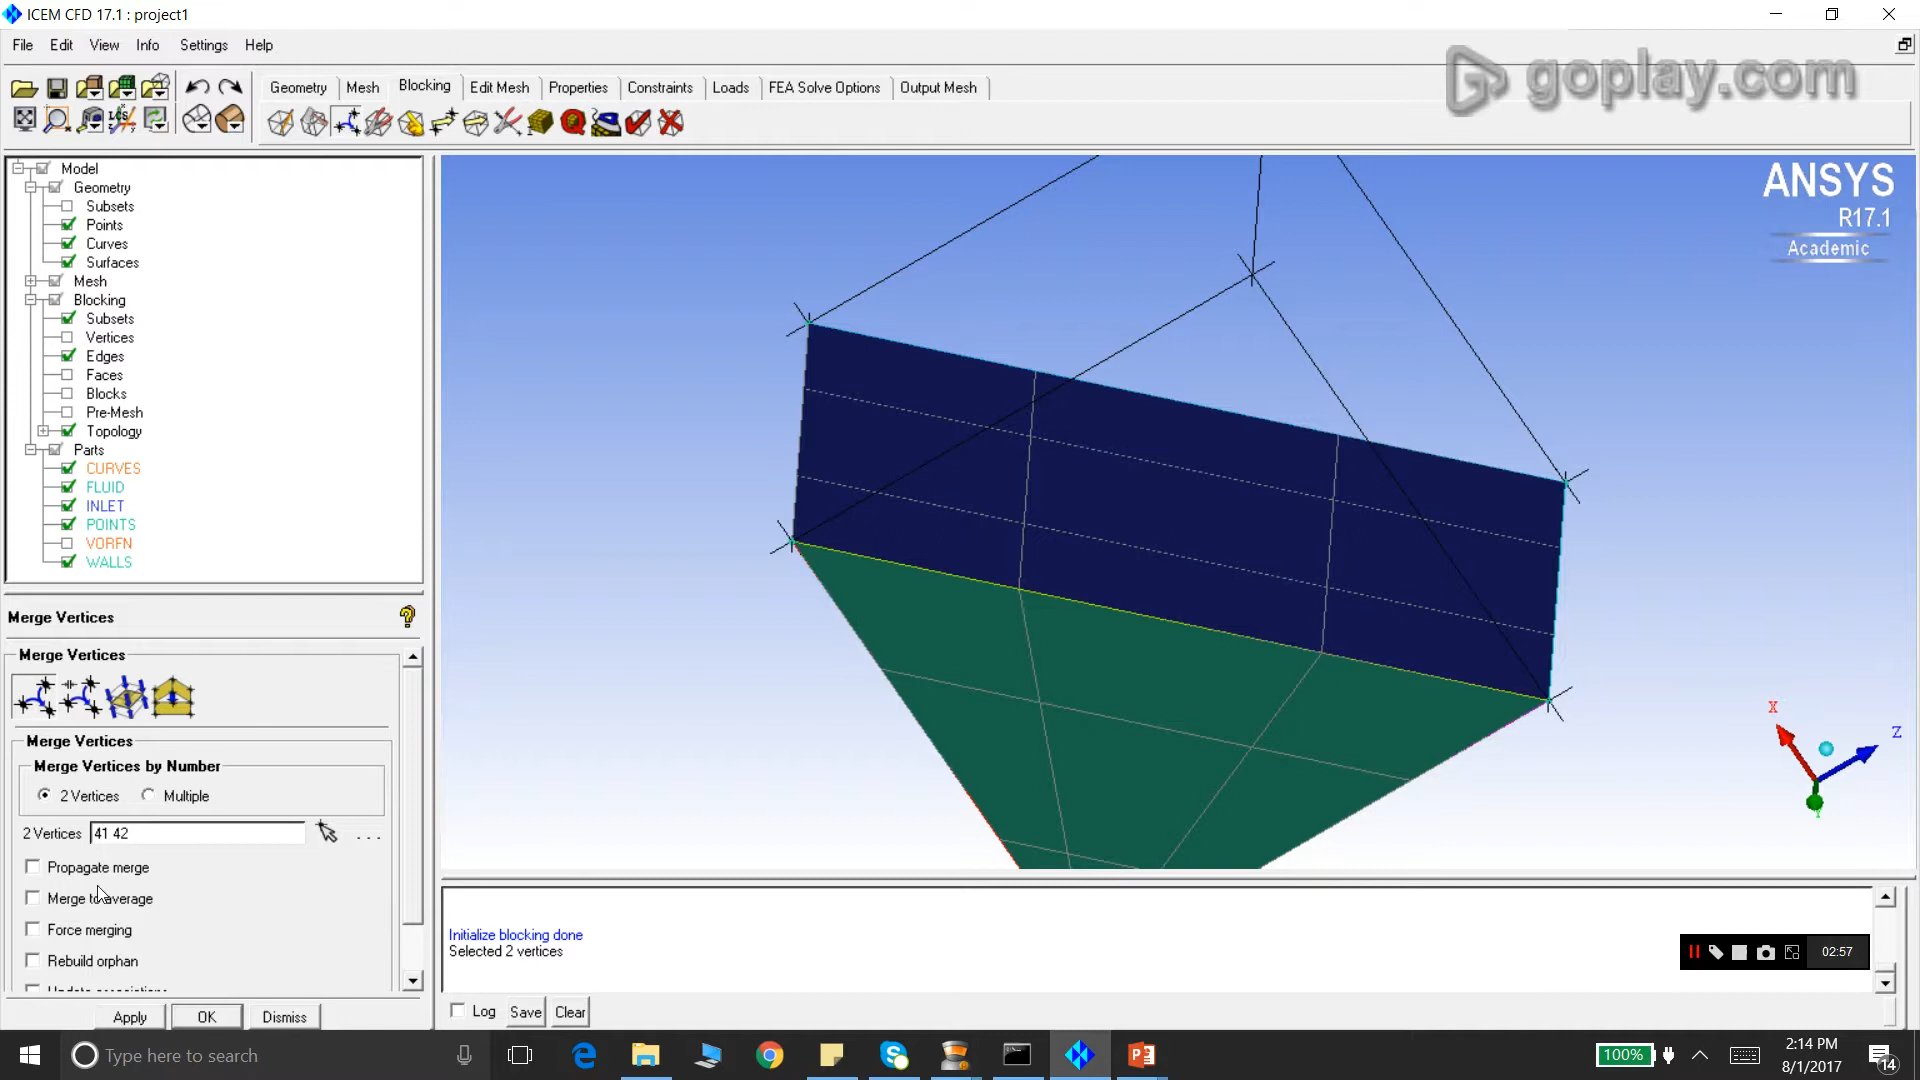 ICEM CFD 17.1 : project1
File Edit View Info Settings Help
goplay.com
Geometry Mesh Blocking Edit Mesh Properties Constraints Loads FEA Solve Options Output Mesh
Model
Geometry
Subsets
Points
Curves
Surfaces
Mesh
Blocking
Subsets
Vertices
Edges
Faces
Blocks
Pre-Mesh
Topology
Parts
CURVES
FLUID
INLET
POINTS
VORFN
WALLS
ANSYS
R17.1
Academic
X
Z
Y
Merge Vertices
Merge Vertices
Merge Vertices
Merge Vertices by Number
2 Vertices Multiple
2 Vertices 41 42 ...
Propagate merge
Merge to average
Force merging
Rebuild orphan
Apply OK Dismiss
Initialize blocking done
Selected 2 vertices
02:57
Log Save Clear
Type here to search
100%
2:14 PM
8/1/2017
14